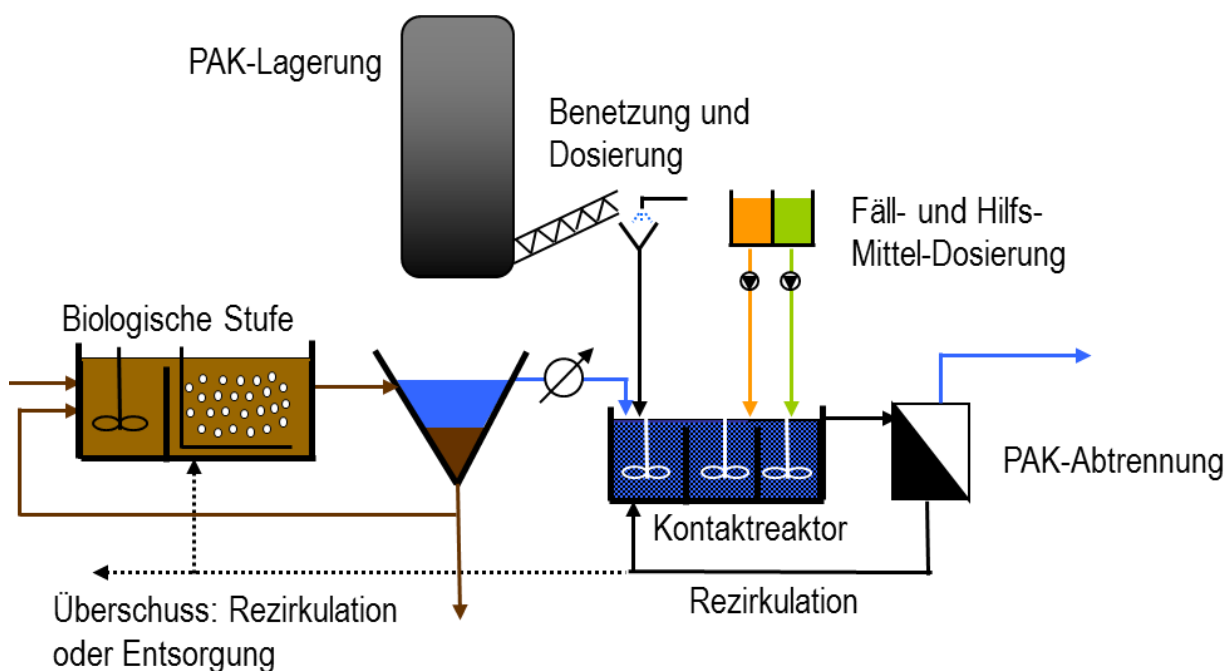 PAK-Lagerung
Benetzung und
Dosierung
Fäll- und Hilfs-
Mittel-Dosierung
Biologische Stufe
PAK-Abtrennung
Kontaktreaktor
Rezirkulation
Überschuss: Rezirkulation
oder Entsorgung